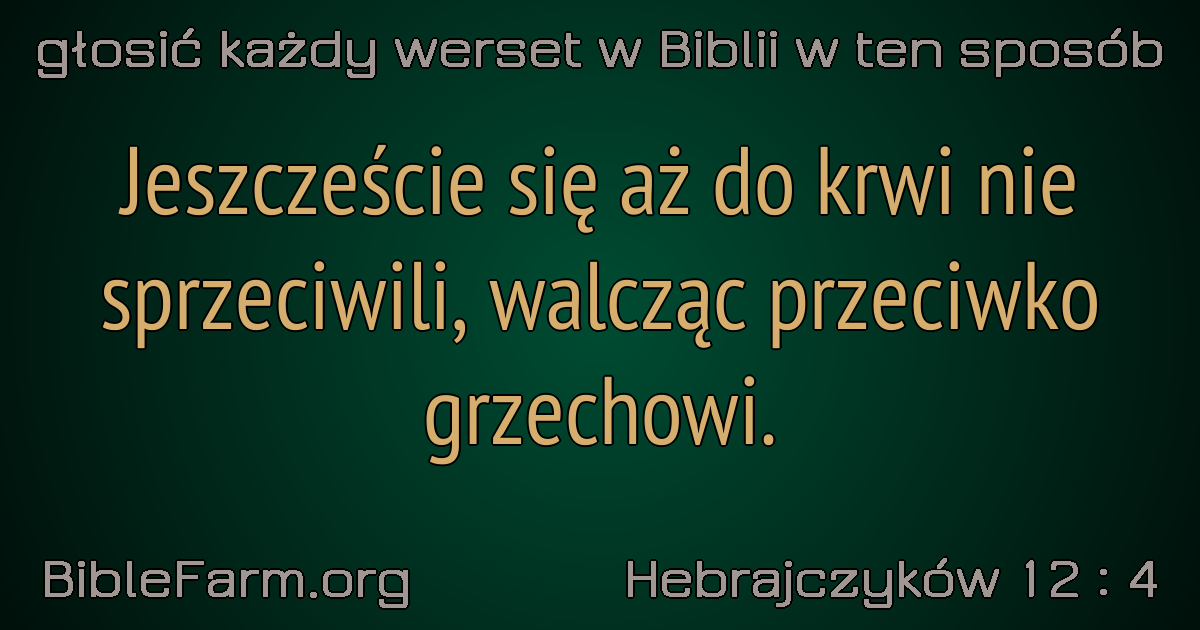 głosić każdy werset w Biblii w ten sposób
Jeszczeście się aż do krwi nie
sprzeciwili, walcząc przeciwko
grzechowi.
BibleFarm.org
Hebrajczyków 12 : 4